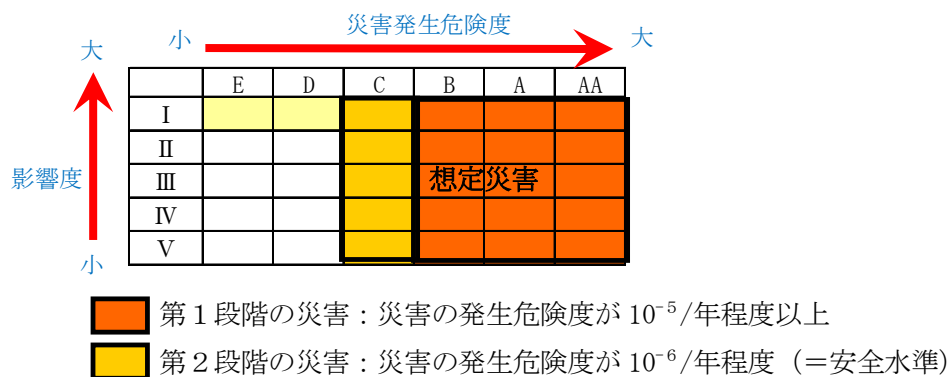 災害発生危険度
小 大
大
E D C B A AA
Ⅰ
Ⅱ
影響度 Ⅲ 想定災害
Ⅳ
Ⅴ
小
第1段階の災害：災害の発生危険度が 10⁻⁵/年程度以上
第2段階の災害：災害の発生危険度が 10⁻⁶/年程度（＝安全水準）